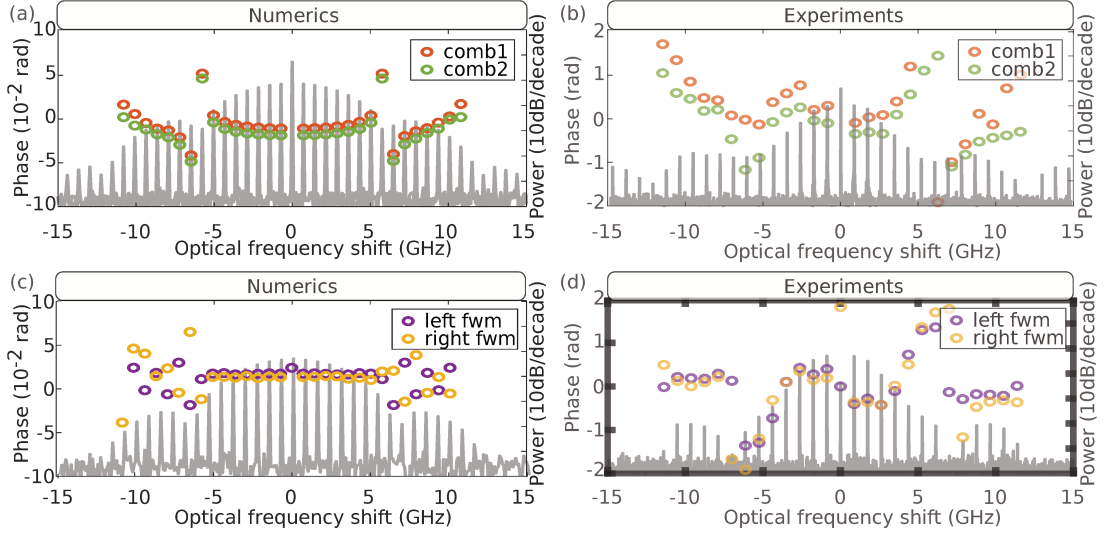 (a)
Numerics
10
5
0
-5
-10
Phase (10⁻² rad)
Power (10dB/decade)
comb1
comb2
-15 -10 -5 0 5 10 15
Optical frequency shift (GHz)
(b)
Experiments
2
1
0
-1
-2
Phase (rad)
Power (10dB/decade)
comb1
comb2
-15 -10 -5 0 5 10 15
Optical frequency shift (GHz)
(c)
Numerics
10
5
0
-5
-10
Phase (10⁻² rad)
Power (10dB/decade)
left fwm
right fwm
-15 -10 -5 0 5 10 15
Optical frequency shift (GHz)
(d)
Experiments
2
1
0
-1
-2
Phase (rad)
Power (10dB/decade)
left fwm
right fwm
-15 -10 -5 0 5 10 15
Optical frequency shift (GHz)